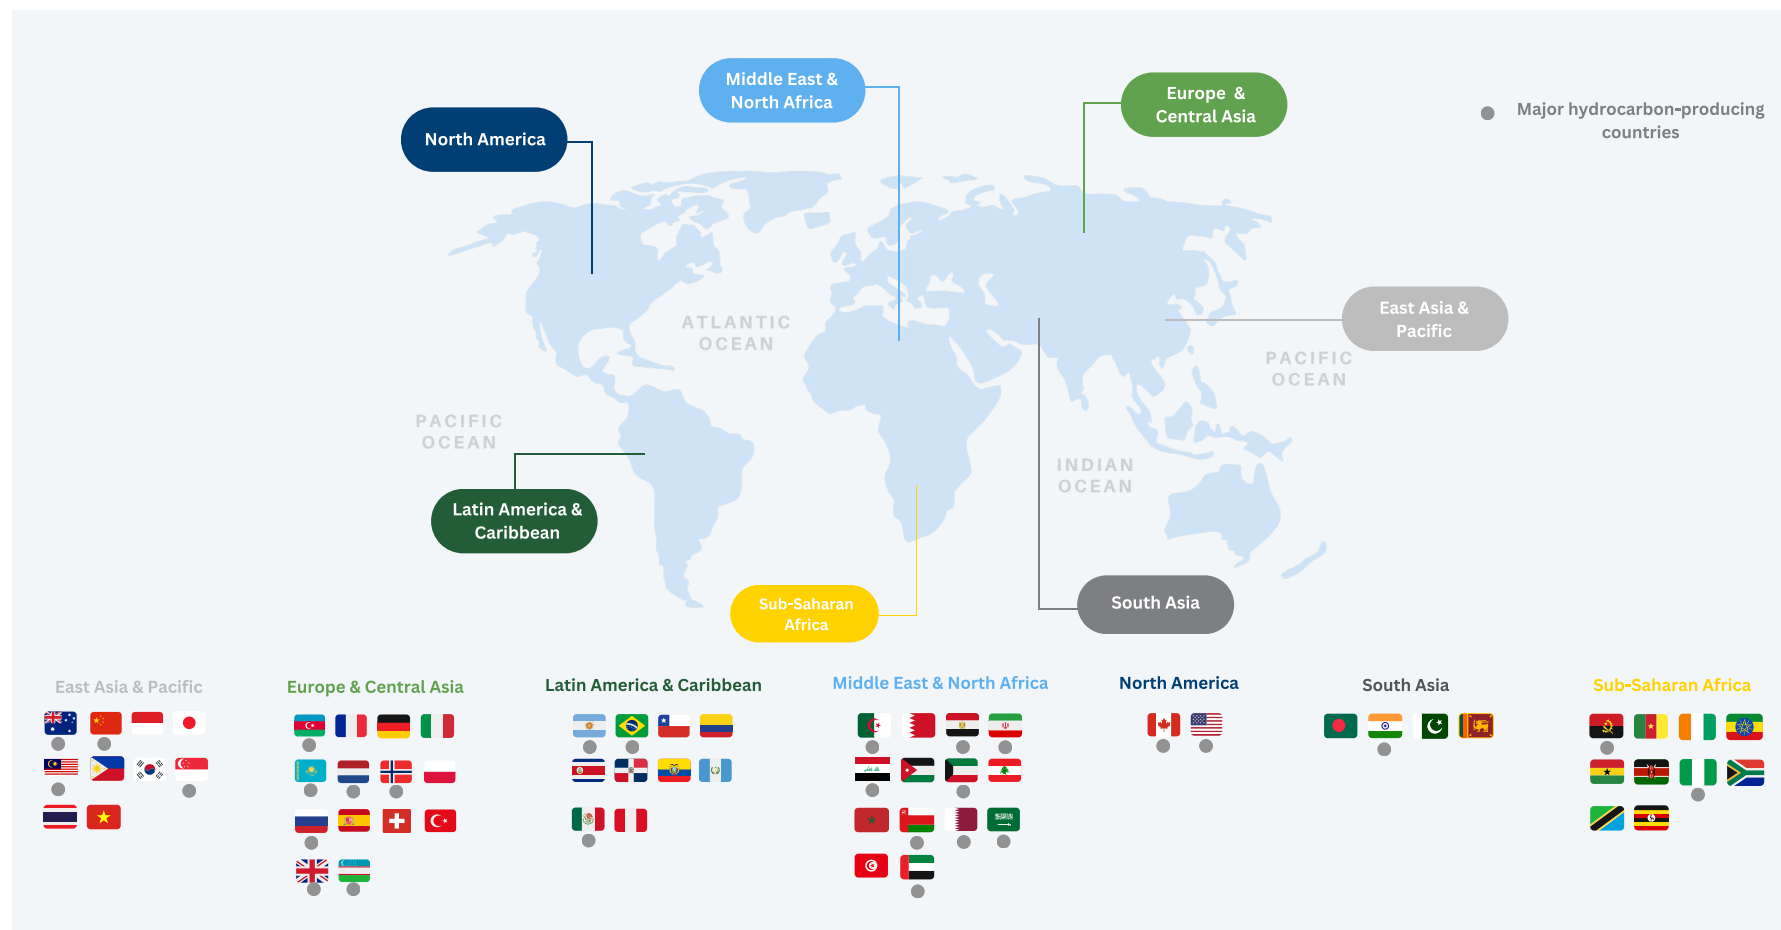 Middle East &
North Africa
Europe &
Central Asia
Major hydrocarbon-producing
countries
North America
East Asia &
Pacific
ATLANTIC
OCEAN
PACIFIC
OCEAN
PACIFIC
OCEAN
INDIAN
OCEAN
Latin America &
Caribbean
Sub-Saharan
Africa
South Asia
East Asia & Pacific
Europe & Central Asia
Latin America & Caribbean
Middle East & North Africa
North America
South Asia
Sub-Saharan Africa